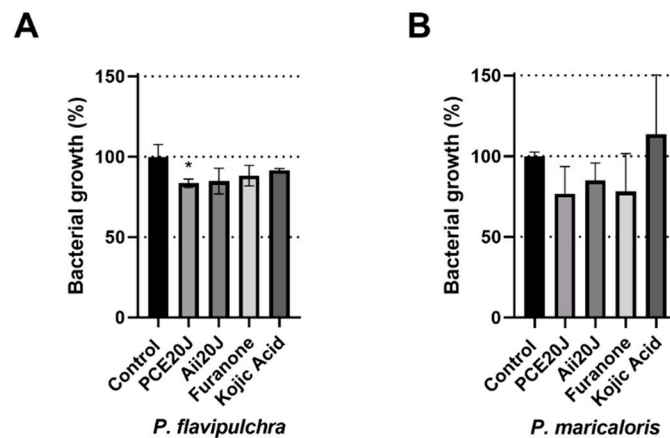 A
Bacterial growth (%)
150
100
50
0
*
Control
PCE20J
Aii20J
Furanone
Kojic Acid
P. flavipulchra
B
Bacterial growth (%)
150
100
50
0
Control
PCE20J
Aii20J
Furanone
Kojic Acid
P. maricaloris